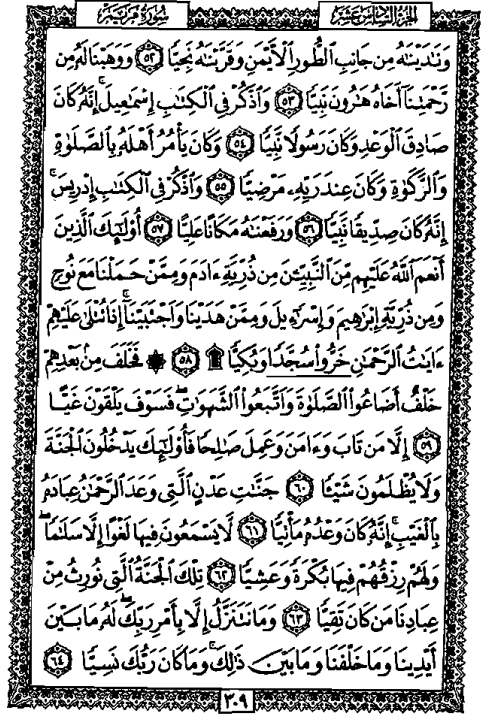 الجزء السادس عشر
سورة مريم
وَنَٰدَيْنَٰهُ مِن جَانِبِ ٱلطُّورِ ٱلْأَيْمَنِ وَقَرَّبْنَٰهُ نَجِيًّا ٥٢ وَوَهَبْنَا لَهُۥ مِن
رَّحْمَتِنَآ أَخَاهُ هَٰرُونَ نَبِيًّا ٥٣ وَٱذْكُرْ فِى ٱلْكِتَٰبِ إِسْمَٰعِيلَ ۚ إِنَّهُۥ كَانَ
صَادِقَ ٱلْوَعْدِ وَكَانَ رَسُولًا نَّبِيًّا ٥٤ وَكَانَ يَأْمُرُ أَهْلَهُۥ بِٱلصَّلَوٰةِ
وَٱلزَّكَوٰةِ وَكَانَ عِندَ رَبِّهِۦ مَرْضِيًّا ٥٥ وَٱذْكُرْ فِى ٱلْكِتَٰبِ إِدْرِيسَ ۚ
إِنَّهُۥ كَانَ صِدِّيقًا نَّبِيًّا ٥٦ وَرَفَعْنَٰهُ مَكَانًا عَلِيًّا ٥٧ أُو۟لَٰٓئِكَ ٱلَّذِينَ
أَنْعَمَ ٱللَّهُ عَلَيْهِم مِّنَ ٱلنَّبِيِّـۧنَ مِن ذُرِّيَّةِ ءَادَمَ وَمِمَّنْ حَمَلْنَا مَعَ نُوحٍ
وَمِن ذُرِّيَّةِ إِبْرَٰهِيمَ وَإِسْرَٰٓءِيلَ وَمِمَّنْ هَدَيْنَا وَٱجْتَبَيْنَآ ۚ إِذَا تُتْلَىٰ عَلَيْهِمْ
ءَايَٰتُ ٱلرَّحْمَٰنِ خَرُّوا۟ سُجَّدًا وَبُكِيًّا ۩ ٥٨ ۞ فَخَلَفَ مِنۢ بَعْدِهِمْ
خَلْفٌ أَضَاعُوا۟ ٱلصَّلَوٰةَ وَٱتَّبَعُوا۟ ٱلشَّهَوَٰتِ ۖ فَسَوْفَ يَلْقَوْنَ غَيًّا
٥٩ إِلَّا مَن تَابَ وَءَامَنَ وَعَمِلَ صَٰلِحًا فَأُو۟لَٰٓئِكَ يَدْخُلُونَ ٱلْجَنَّةَ
وَلَا يُظْلَمُونَ شَيْـًٔا ٦٠ جَنَّٰتِ عَدْنٍ ٱلَّتِى وَعَدَ ٱلرَّحْمَٰنُ عِبَادَهُۥ
بِٱلْغَيْبِ ۚ إِنَّهُۥ كَانَ وَعْدُهُۥ مَأْتِيًّا ٦١ لَّا يَسْمَعُونَ فِيهَا لَغْوًا إِلَّا سَلَٰمًا ۖ
وَلَهُمْ رِزْقُهُمْ فِيهَا بُكْرَةً وَعَشِيًّا ٦٢ تِلْكَ ٱلْجَنَّةُ ٱلَّتِى نُورِثُ مِنْ
عِبَادِنَا مَن كَانَ تَقِيًّا ٦٣ وَمَا نَتَنَزَّلُ إِلَّا بِأَمْرِ رَبِّكَ ۖ لَهُۥ مَا بَيْنَ
أَيْدِينَا وَمَا خَلْفَنَا وَمَا بَيْنَ ذَٰلِكَ ۚ وَمَا كَانَ رَبُّكَ نَسِيًّا ٦٤
٣٠٩